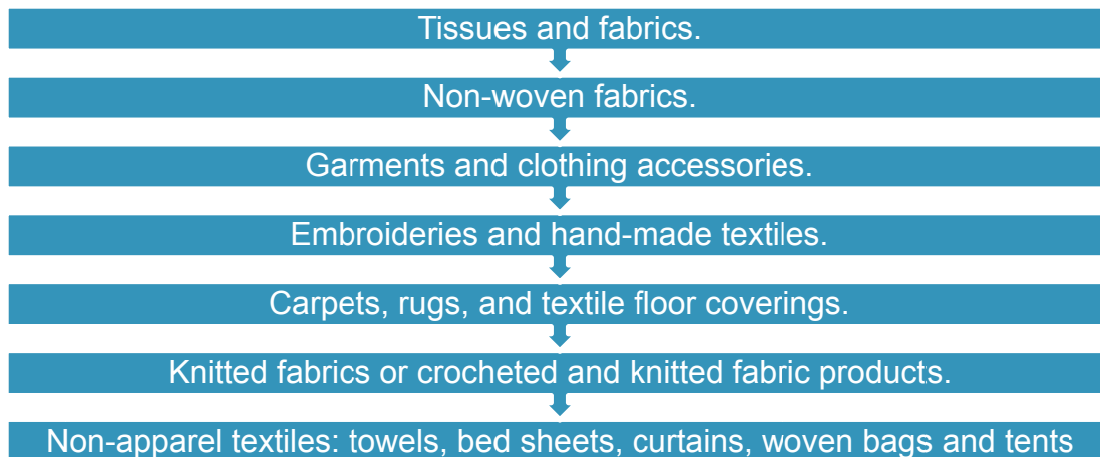 Tissues and fabrics.
Non-woven fabrics.
Garments and clothing accessories.
Embroideries and hand-made textiles.
Carpets, rugs, and textile floor coverings.
Knitted fabrics or crocheted and knitted fabric products.
Non-apparel textiles: towels, bed sheets, curtains, woven bags and tents